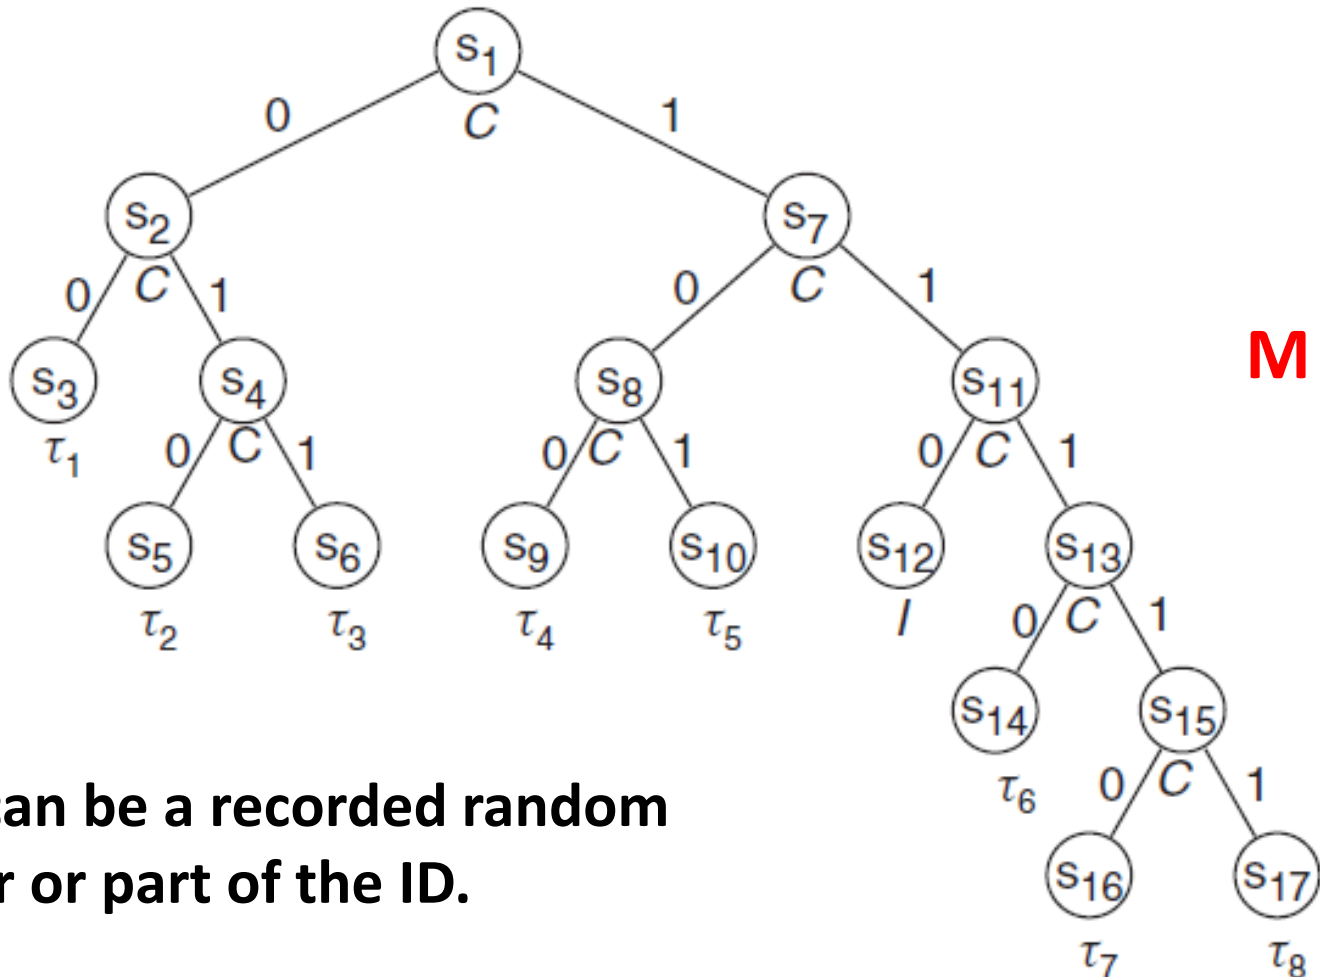 s1
C
0 1
s2 s7
0 C 1 0 C 1
s3 s4 s8 s11
M
τ1 0 C 1 0 C 1 0 C 1
s5 s6 s9 s10 s12 s13
τ2 τ3 τ4 τ5 I 0 C 1
s14 s15
τ6 0 C 1
can be a recorded random
r or part of the ID.
s16 s17
τ7 τ8